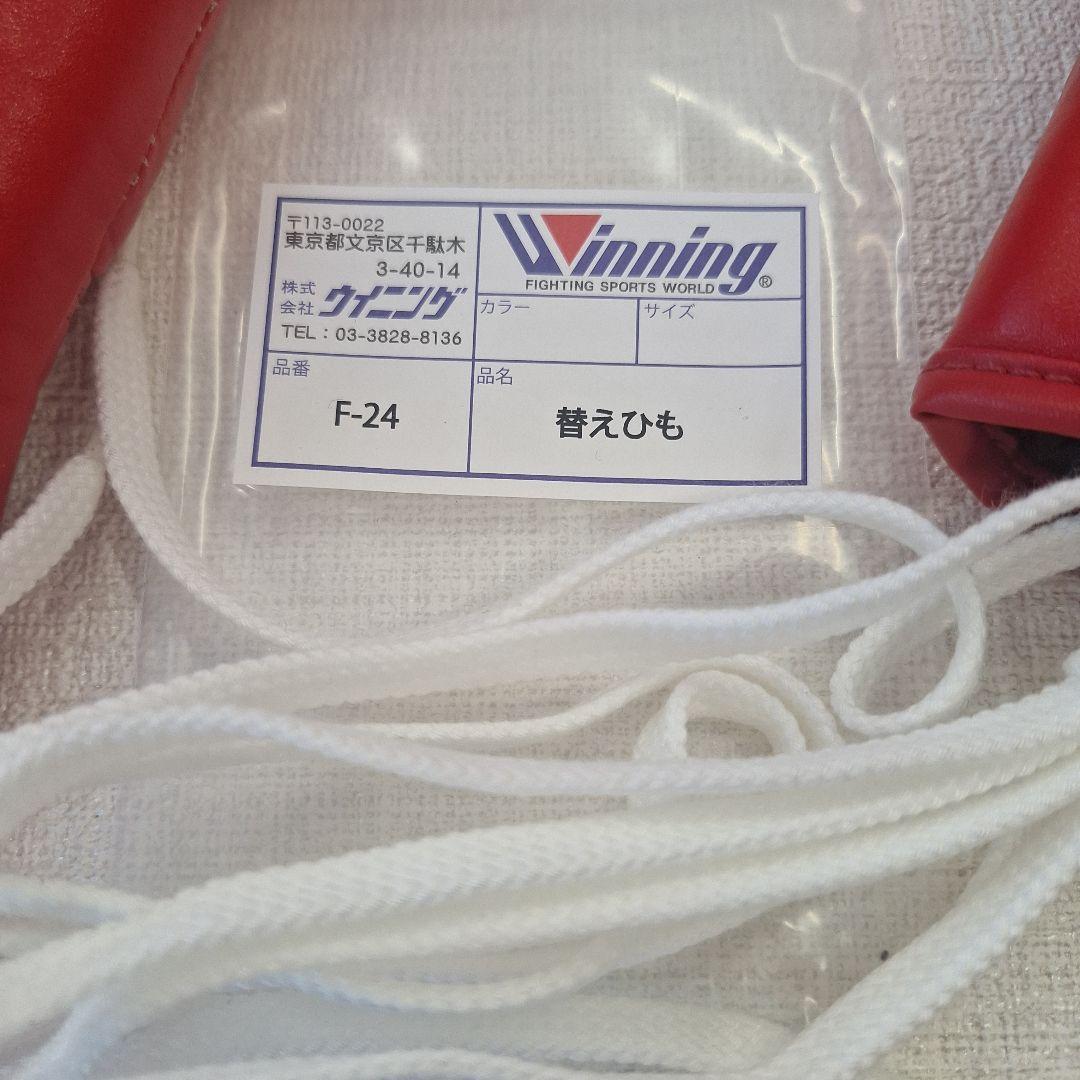 〒113-0022
東京都文京区千駄木
3-40-14
株式
会社 ウイニング
TEL：03-3828-8136
Winning®
FIGHTING SPORTS WORLD
カラー
サイズ
品番
F-24
品名
替えひも